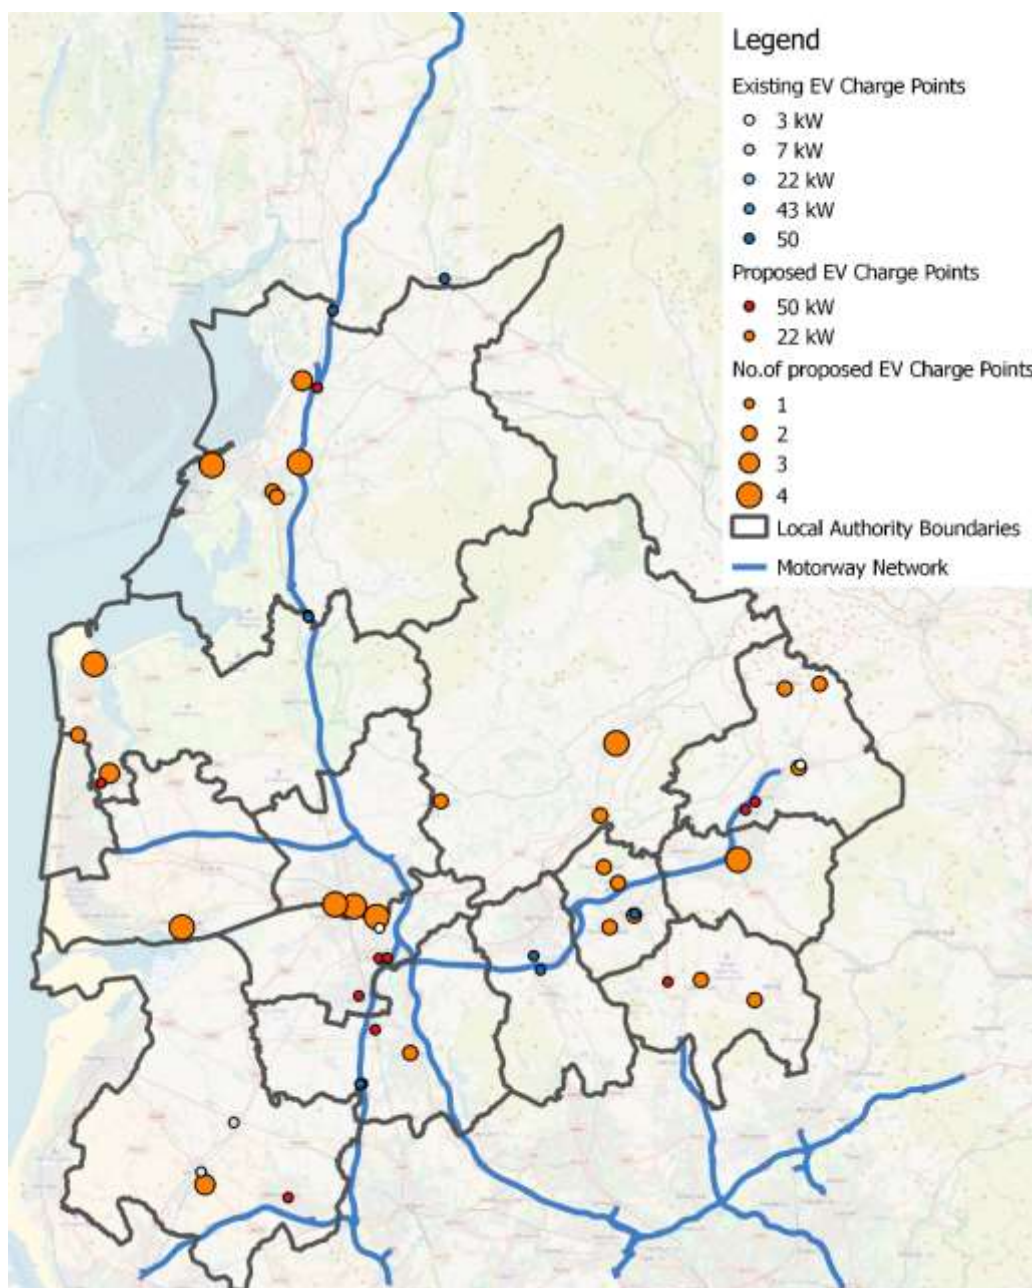 Legend
Existing EV Charge Points
3 kW
7 kW
22 kW
43 kW
50
Proposed EV Charge Points
50 kW
22 kW
No.of proposed EV Charge Points
1
2
3
4
Local Authority Boundaries
Motorway Network